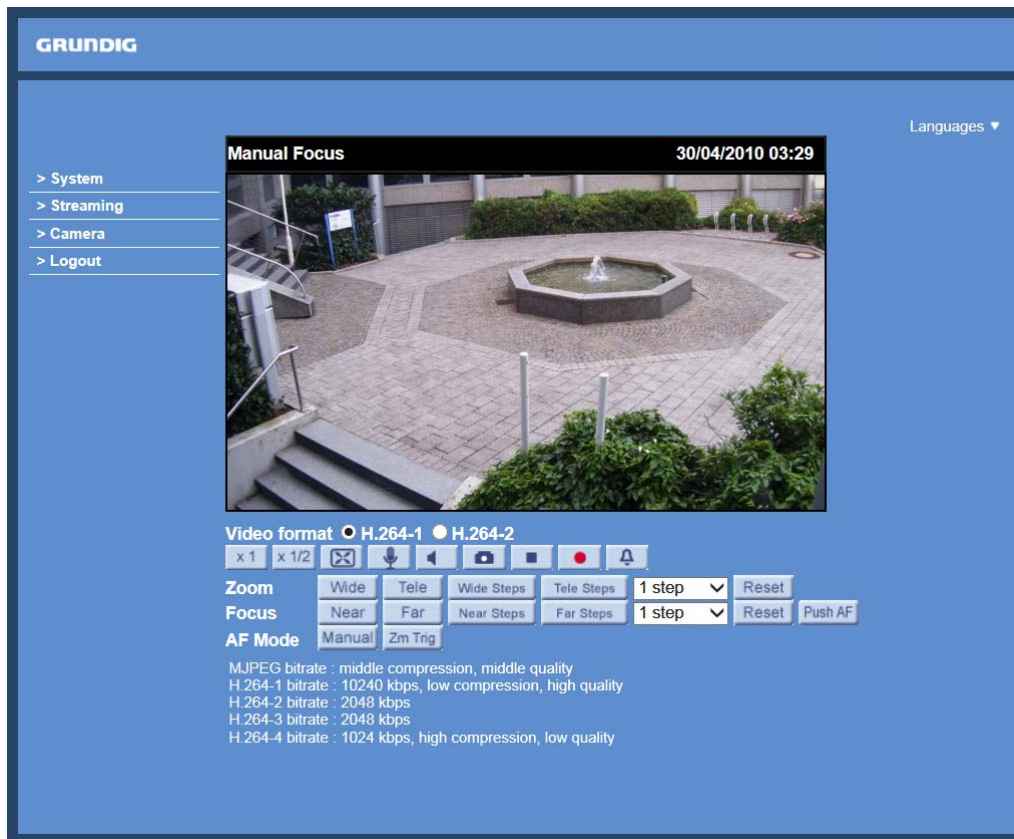 GRUNDIG
Languages ▼
Manual Focus 30/04/2010 03:29
> System
> Streaming
> Camera
> Logout
Video format H.264-1 H.264-2
x 1 x 1/2
Zoom Wide Tele Wide Steps Tele Steps 1 step Reset
Focus Near Far Near Steps Far Steps 1 step Reset Push AF
AF Mode Manual Zm Trig
MJPEG bitrate : middle compression, middle quality
H.264-1 bitrate : 10240 kbps, low compression, high quality
H.264-2 bitrate : 2048 kbps
H.264-3 bitrate : 2048 kbps
H.264-4 bitrate : 1024 kbps, high compression, low quality